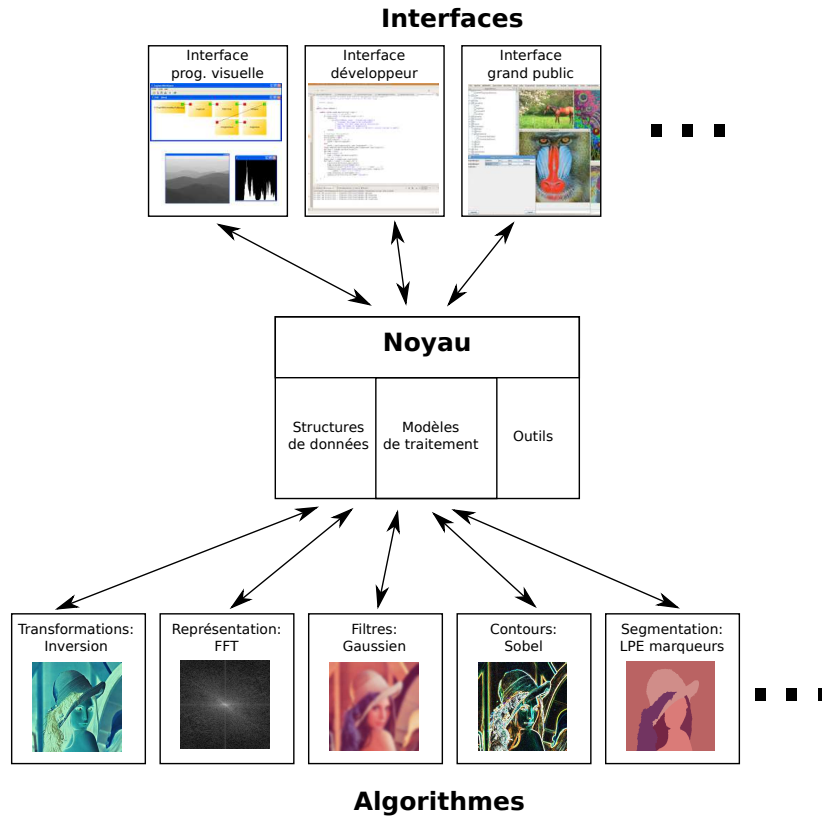 Interfaces
Interface
prog. visuelle
Interface
développeur
Interface
grand public
Noyau
Structures
de données
Modèles
de traitement
Outils
Transformations:
Inversion
Représentation:
FFT
Filtres:
Gaussien
Contours:
Sobel
Segmentation:
LPE marqueurs
Algorithmes